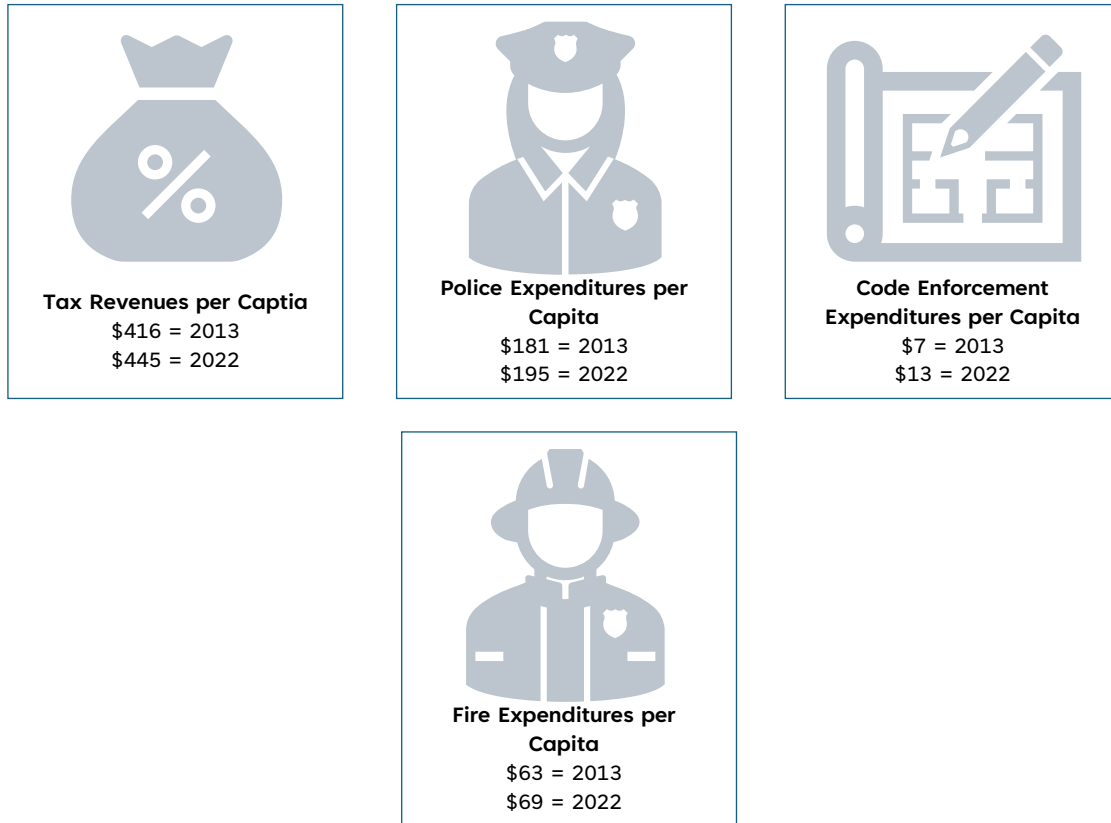 Tax Revenues per Captia
$416 = 2013
$445 = 2022
Police Expenditures per
Capita
$181 = 2013
$195 = 2022
Code Enforcement
Expenditures per Capita
$7 = 2013
$13 = 2022
Fire Expenditures per
Capita
$63 = 2013
$69 = 2022